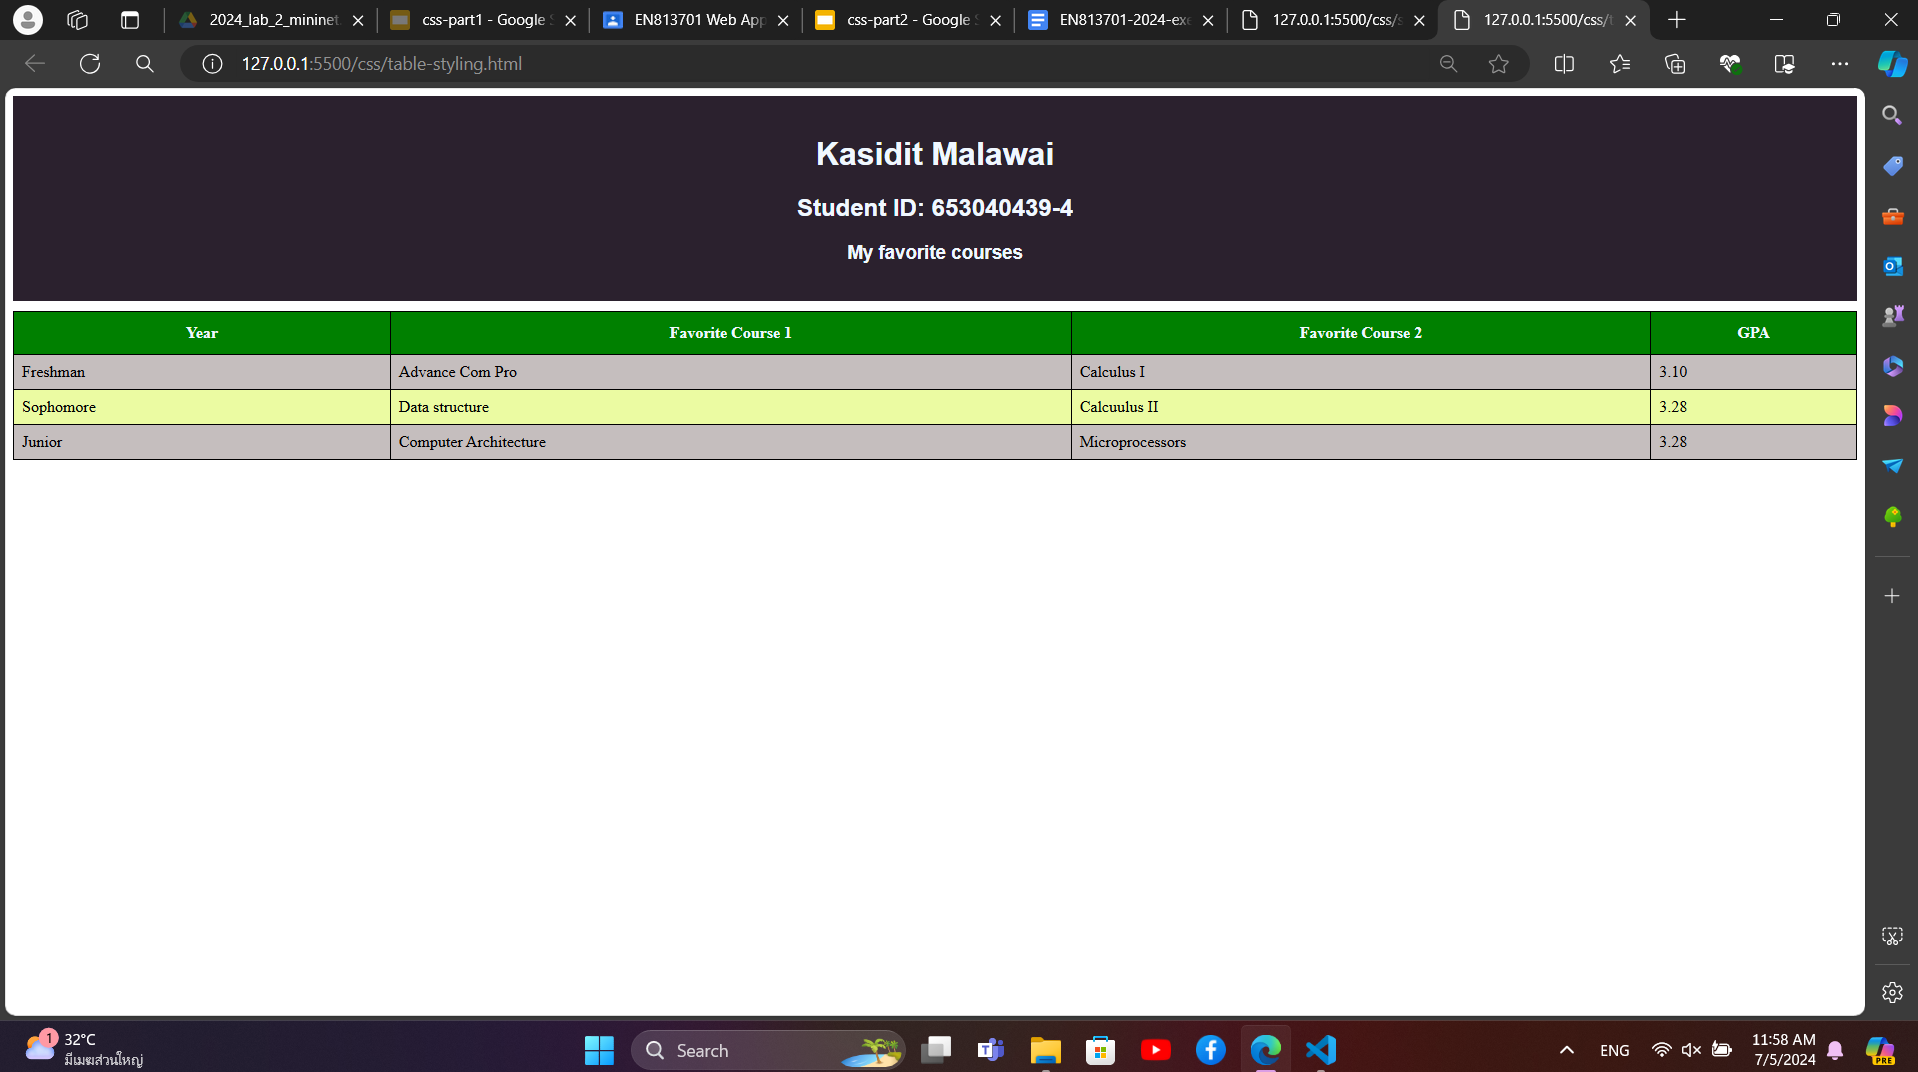 2024_lab_2_mininet.
css-part1 - Google S
EN813701 Web App
css-part2 - Google S
EN813701-2024-exe
127.0.0.1:5500/css/s
127.0.0.1:5500/css/t
127.0.0.1:5500/css/table-styling.html
Kasidit Malawai
Student ID: 653040439-4
My favorite courses
Year Favorite Course 1 Favorite Course 2 GPA
Freshman Advance Com Pro Calculus I 3.10
Sophomore Data structure Calcuulus II 3.28
Junior Computer Architecture Microprocessors 3.28
1
32°C
มีเมฆส่วนใหญ่
Search
ENG
11:58 AM
7/5/2024
PRE